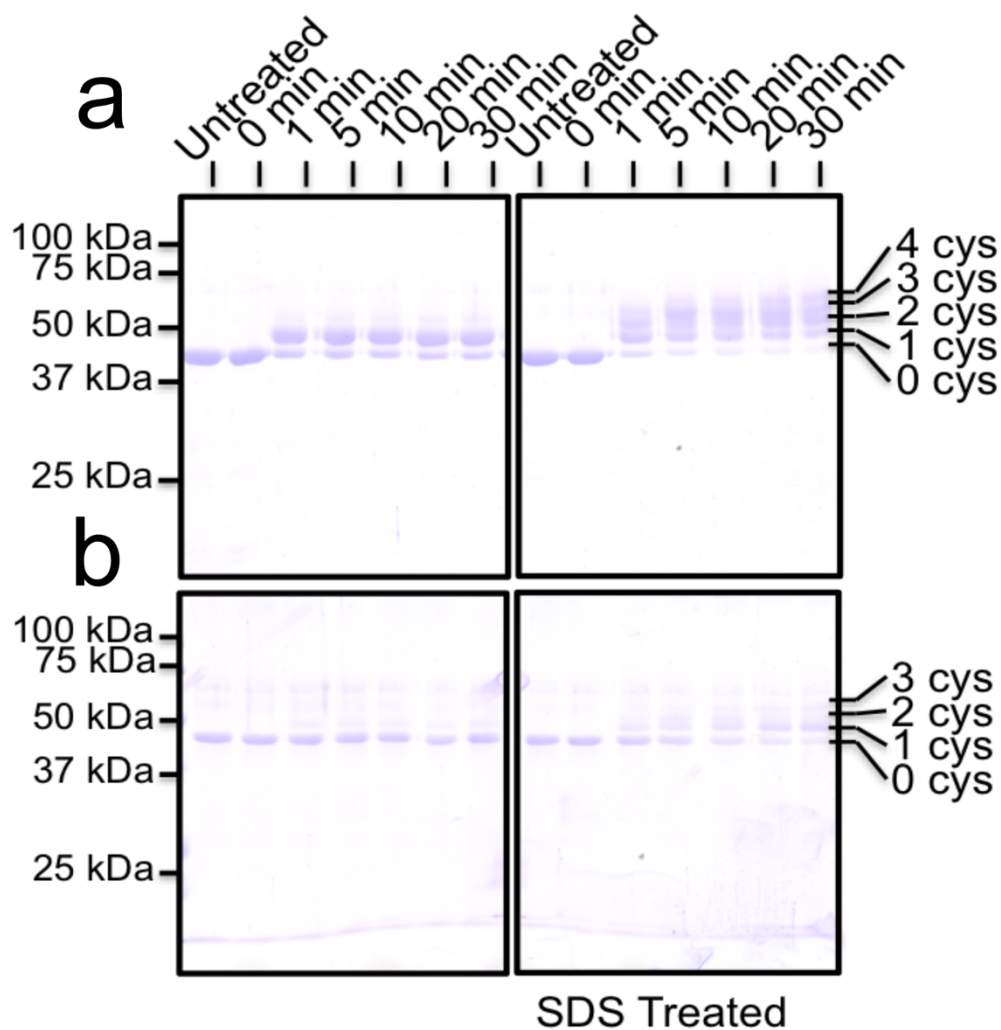 a
Untreated
0 min
1 min
5 min
10 min
20 min
30 min
Untreated
0 min
1 min
5 min
10 min
20 min
30 min
100 kDa
75 kDa
50 kDa
37 kDa
25 kDa
4 cys
3 cys
2 cys
1 cys
0 cys
b
100 kDa
75 kDa
50 kDa
37 kDa
25 kDa
3 cys
2 cys
1 cys
0 cys
SDS Treated